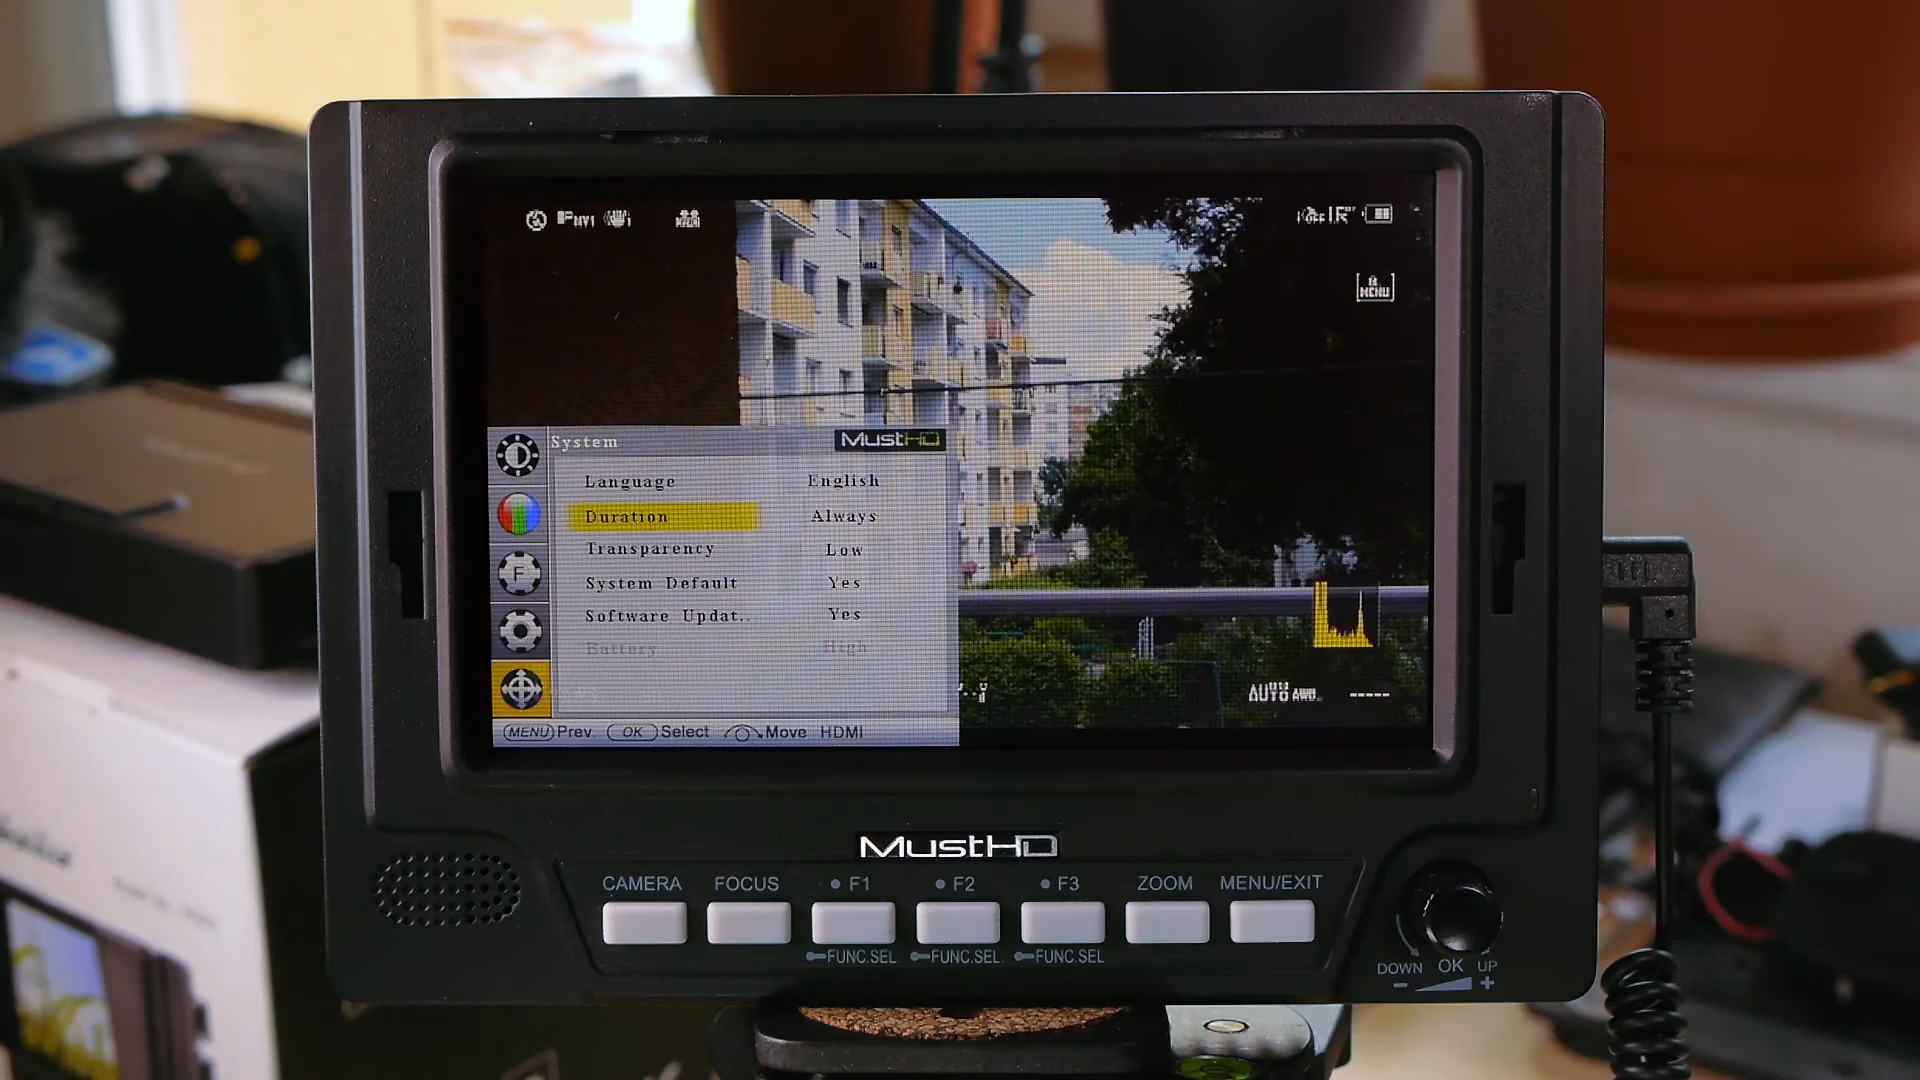 MENU
System MustHD
Language English
Duration Always
Transparency Low
System Default Yes
Software Updat.. Yes
Battery High
AUTO AWB -----
MENU Prev. OK Select Move HDMI
MustHD
CAMERA FOCUS F1 F2 F3 ZOOM MENU/EXIT
FUNC.SEL. FUNC.SEL. FUNC.SEL
DOWN OK UP
- +